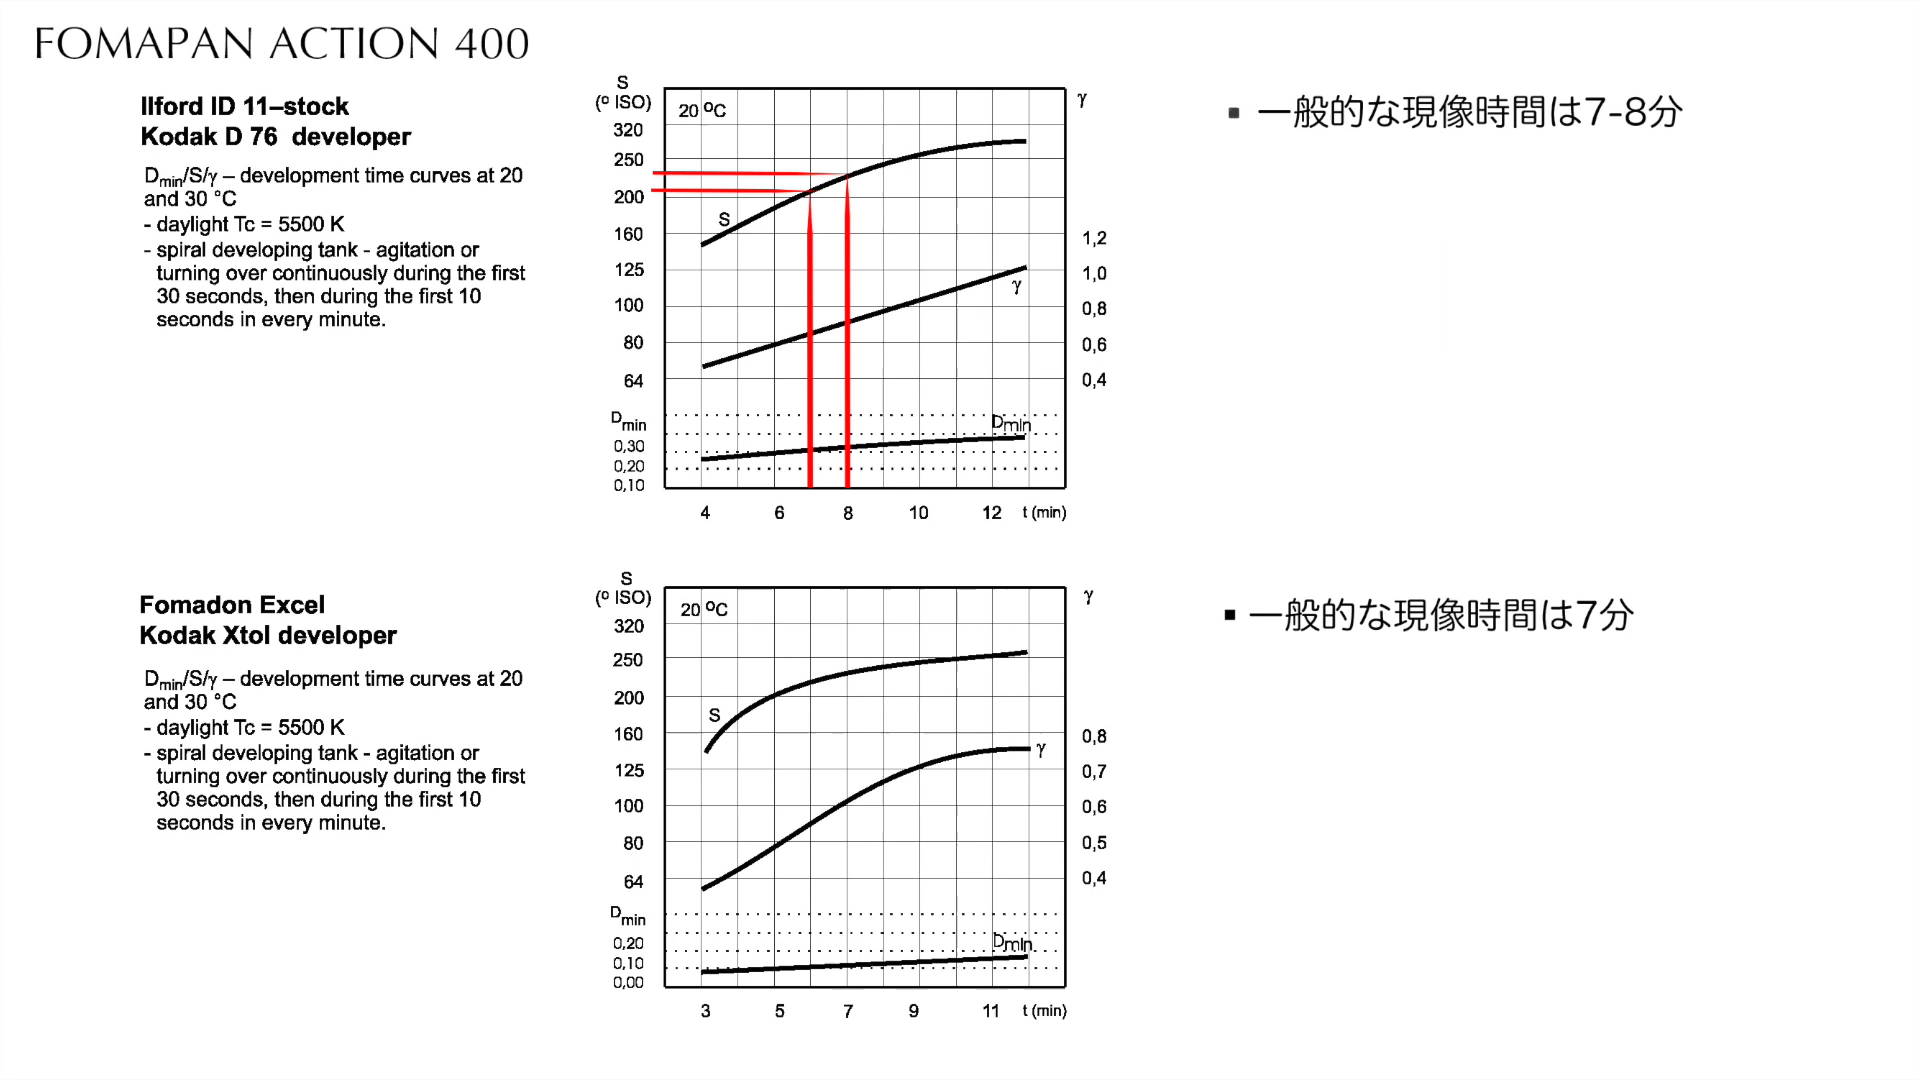 FOMAPAN ACTION 400
Ilford ID 11–stock
Kodak D 76 developer
Dmin/S/γ – development time curves at 20
and 30 °C
- daylight Tc = 5500 K
- spiral developing tank - agitation or
turning over continuously during the first
30 seconds, then during the first 10
seconds in every minute.
S
(º ISO)
320
250
200
160
125
100
80
64
Dmin
0,30
0,20
0,10
20 ºC
S
γ
Dmin
γ
1,2
1,0
0,8
0,6
0,4
4 6 8 10 12 t (min)
▪ 一般的な現像時間は7-8分
Fomadon Excel
Kodak Xtol developer
Dmin/S/γ – development time curves at 20
and 30 °C
- daylight Tc = 5500 K
- spiral developing tank - agitation or
turning over continuously during the first
30 seconds, then during the first 10
seconds in every minute.
S
(º ISO)
320
250
200
160
125
100
80
64
Dmin
0,20
0,10
0,00
20 ºC
S
γ
Dmin
γ
0,8
0,7
0,6
0,5
0,4
3 5 7 9 11 t (min)
▪ 一般的な現像時間は7分